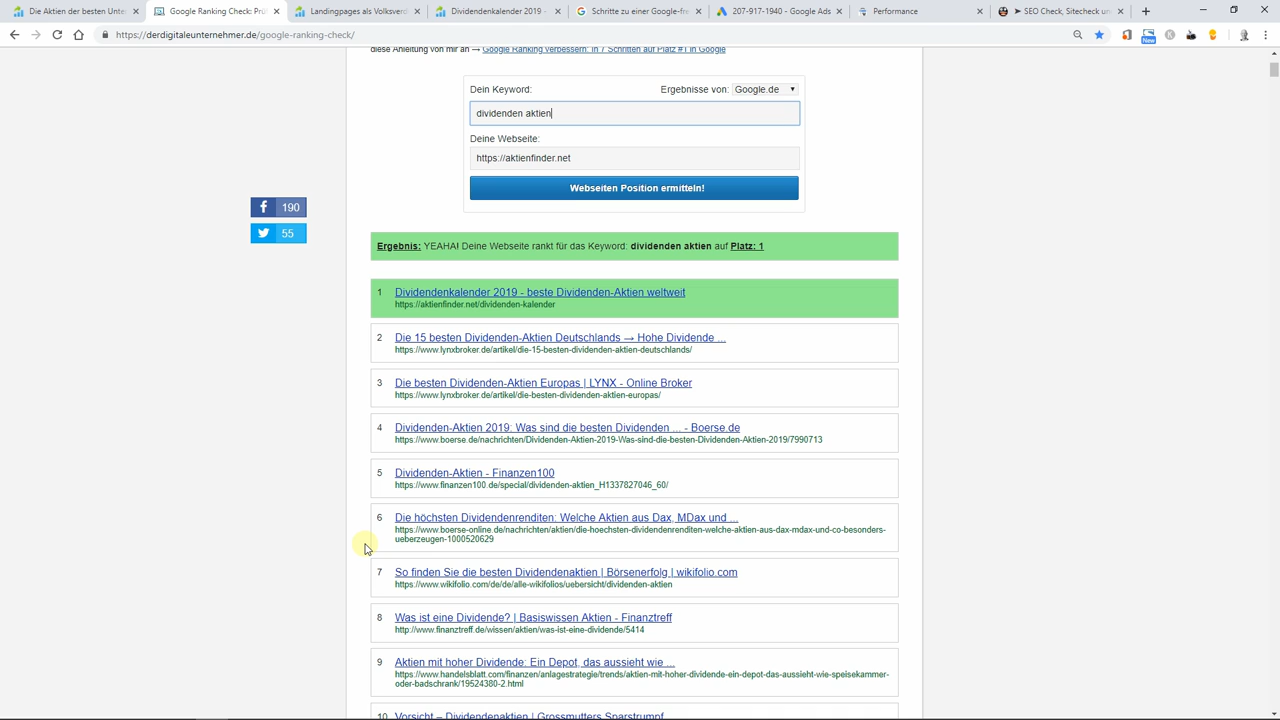 Die Aktien der besten Unter
Google Ranking Check: Prü
Landingpages als Volksverd
Dividendenkalender 2019 -
Schritte zu einer Google-fre
207-917-1940 - Google Ads
Performance
► SEO Check, Sitecheck un
https://derdigitaleunternehmer.de/google-ranking-check/
New
diese Anleitung von mir an → Google Ranking verbessern: In 7 Schritten auf Platz #1 in Google
Dein Keyword:
Ergebnisse von: Google.de
dividenden aktien
Deine Webseite:
https://aktienfinder.net
Webseiten Position ermitteln!
190
55
Ergebnis: YEAHA! Deine Webseite rankt für das Keyword: dividenden aktien auf Platz: 1
1 Dividendenkalender 2019 - beste Dividenden-Aktien weltweit
https://aktienfinder.net/dividenden-kalender
2 Die 15 besten Dividenden-Aktien Deutschlands → Hohe Dividende ...
https://www.lynxbroker.de/artikel/die-15-besten-dividenden-aktien-deutschlands/
3 Die besten Dividenden-Aktien Europas | LYNX - Online Broker
https://www.lynxbroker.de/artikel/die-besten-dividenden-aktien-europas/
4 Dividenden-Aktien 2019: Was sind die besten Dividenden ... - Boerse.de
https://www.boerse.de/nachrichten/Dividenden-Aktien-2019-Was-sind-die-besten-Dividenden-Aktien-2019/7990713
5 Dividenden-Aktien - Finanzen100
https://www.finanzen100.de/special/dividenden-aktien_H1337827046_60/
6 Die höchsten Dividendenrenditen: Welche Aktien aus Dax, MDax und ...
https://www.boerse-online.de/nachrichten/aktien/die-hoechsten-dividendenrenditen-welche-aktien-aus-dax-mdax-und-co-besonders-
ueberzeugen-1000520629
7 So finden Sie die besten Dividendenaktien | Börsenerfolg | wikifolio.com
https://www.wikifolio.com/de/de/alle-wikifolios/uebersicht/dividenden-aktien
8 Was ist eine Dividende? | Basiswissen Aktien - Finanztreff
http://www.finanztreff.de/wissen/aktien/was-ist-eine-dividende/5414
9 Aktien mit hoher Dividende: Ein Depot, das aussieht wie ...
https://www.handelsblatt.com/finanzen/anlagestrategie/trends/aktien-mit-hoher-dividende-ein-depot-das-aussieht-wie-speisekammer-
oder-badschrank/19524380-2.html
10 Vorsicht – Dividendenaktien | Grossmutters Sparstrumpf